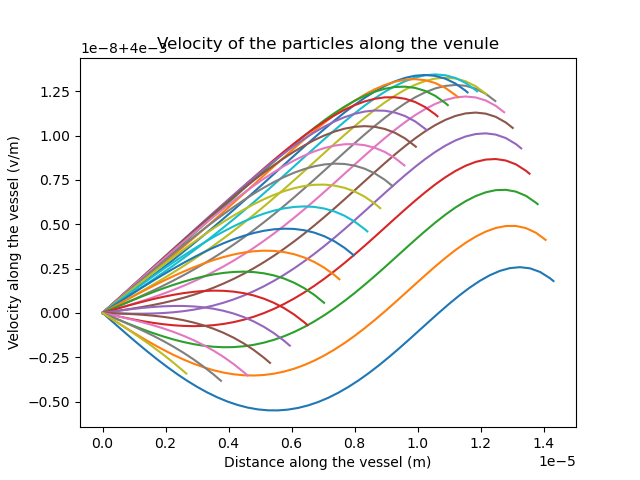 1e−8+4e−3
Velocity of the particles along the venule
1.25
1.00
0.75
0.50
0.25
0.00
−0.25
−0.50
Velocity along the vessel (v/m)
0.0 0.2 0.4 0.6 0.8 1.0 1.2 1.4
1e−5
Distance along the vessel (m)